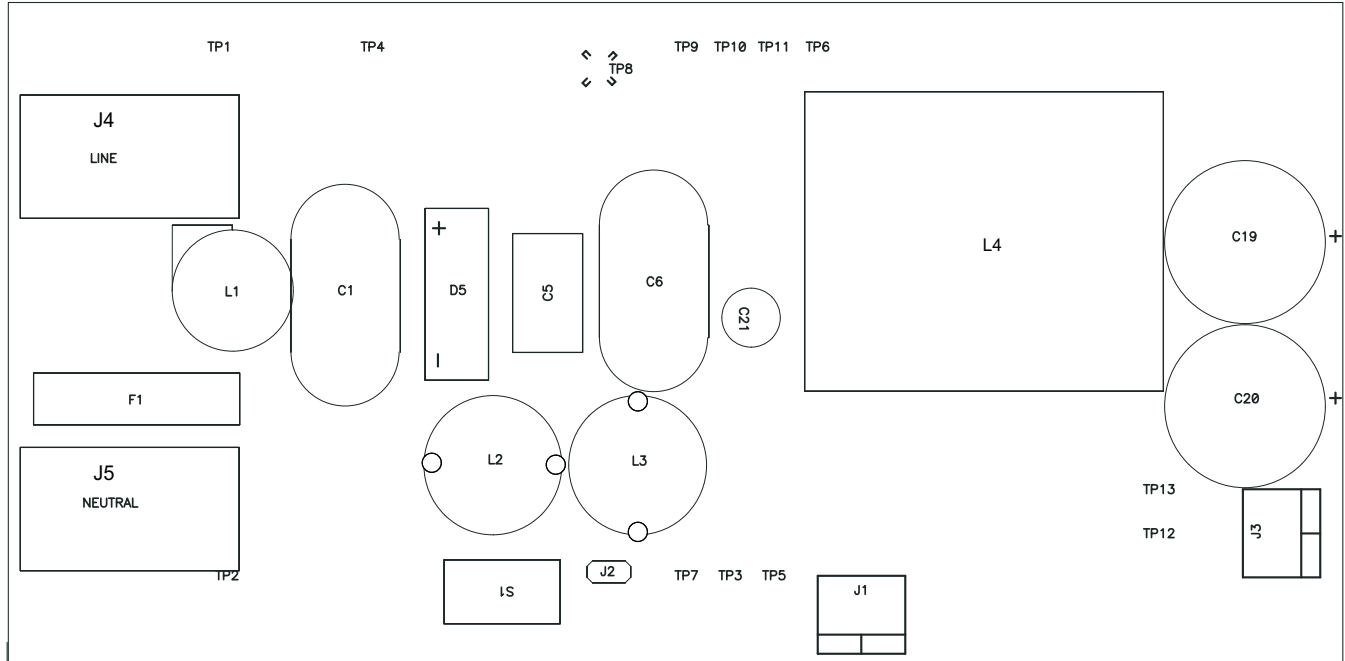 TP1 TP4 TP9 TP10 TP11 TP6
TP8
J4
LINE
+
L1
C1
D5
-
C5
C6
C21
L4
C19 +
C20 +
F1
J5
NEUTRAL
L2
L3
TP13
TP12
J3
TP2
S1
J2
TP7 TP3 TP5
J1